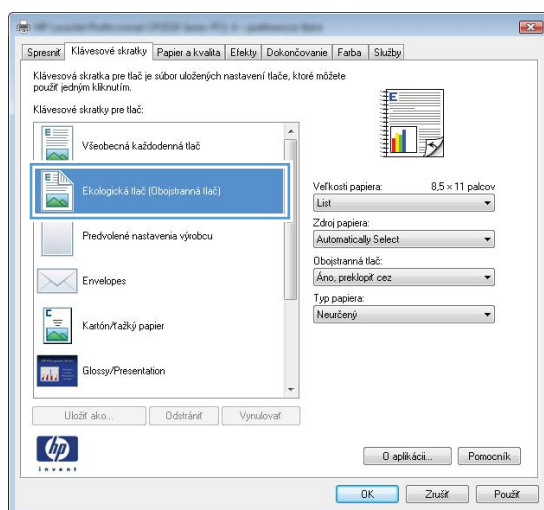 Spresniť Klávesové skratky Papier a kvalita Efekty Dokončovanie Farba Služby
Klávesová skratka pre tlač je súbor uložených nastavení tlače, ktoré môžete
použiť jedným kliknutím.
Klávesové skratky pre tlač:
Všeobecná každodenná tlač
Ekologická tlač (Obojstranná tlač)
Predvolené nastavenia výrobcu
Envelopes
Kartón/ťažký papier
Glossy/Presentation
Veľkosti papiera: 8,5 × 11 palcov
List
Zdroj papiera:
Automatically Select
Obojstranná tlač:
Áno, preklopiť cez
Typ papiera:
Neurčený
Uložiť ako... Odstrániť Vynulovať
hp
invent
O aplikácii... Pomocník
OK Zrušiť Použiť